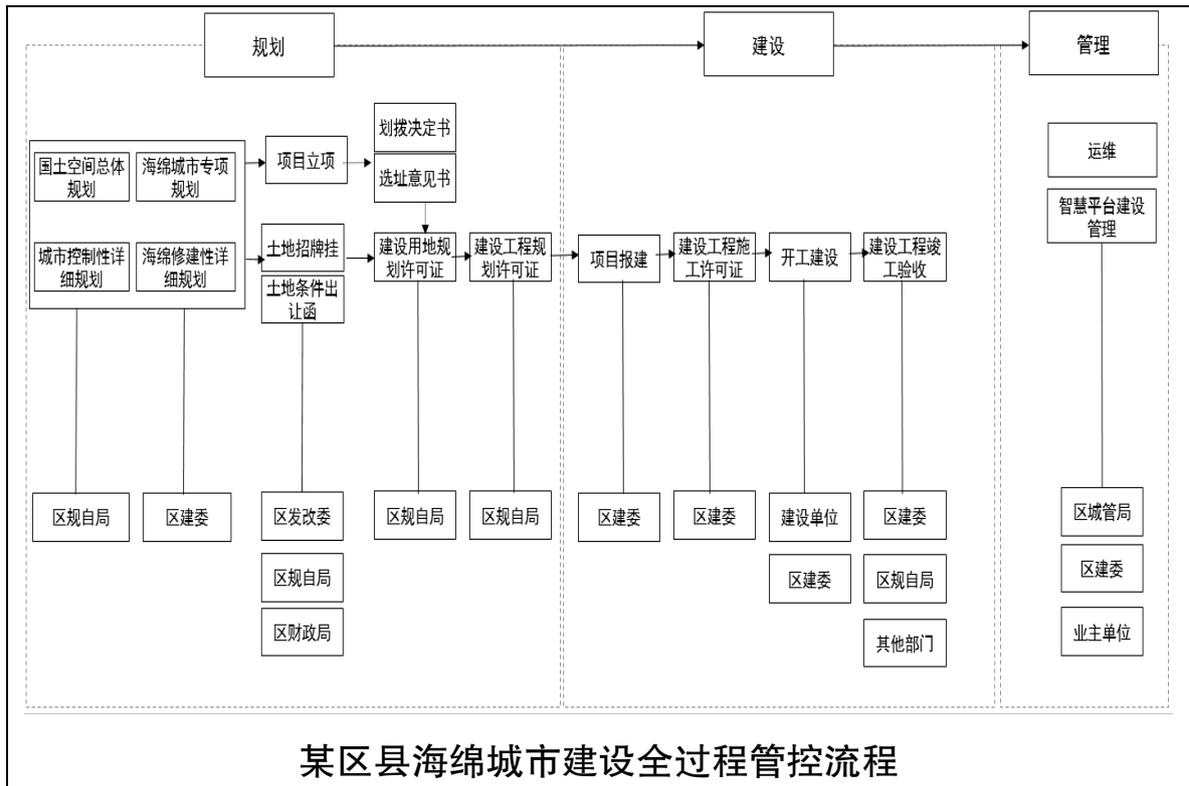 规划
建设
管理
国土空间总体
规划
海绵城市专项
规划
城市控制性详
细规划
海绵修建性详
细规划
项目立项
土地招牌挂
土地条件出
让函
划拨决定书
选址意见书
建设用地规
划许可证
建设工程规
划许可证
项目报建
建设工程施
工许可证
开工建设
建设工程竣
工验收
运维
智慧平台建设
管理
区规自局
区建委
区发改委
区规自局
区财政局
区规自局
区规自局
区建委
区建委
建设单位
区建委
区建委
区规自局
其他部门
区城管局
区建委
业主单位
某区县海绵城市建设全过程管控流程